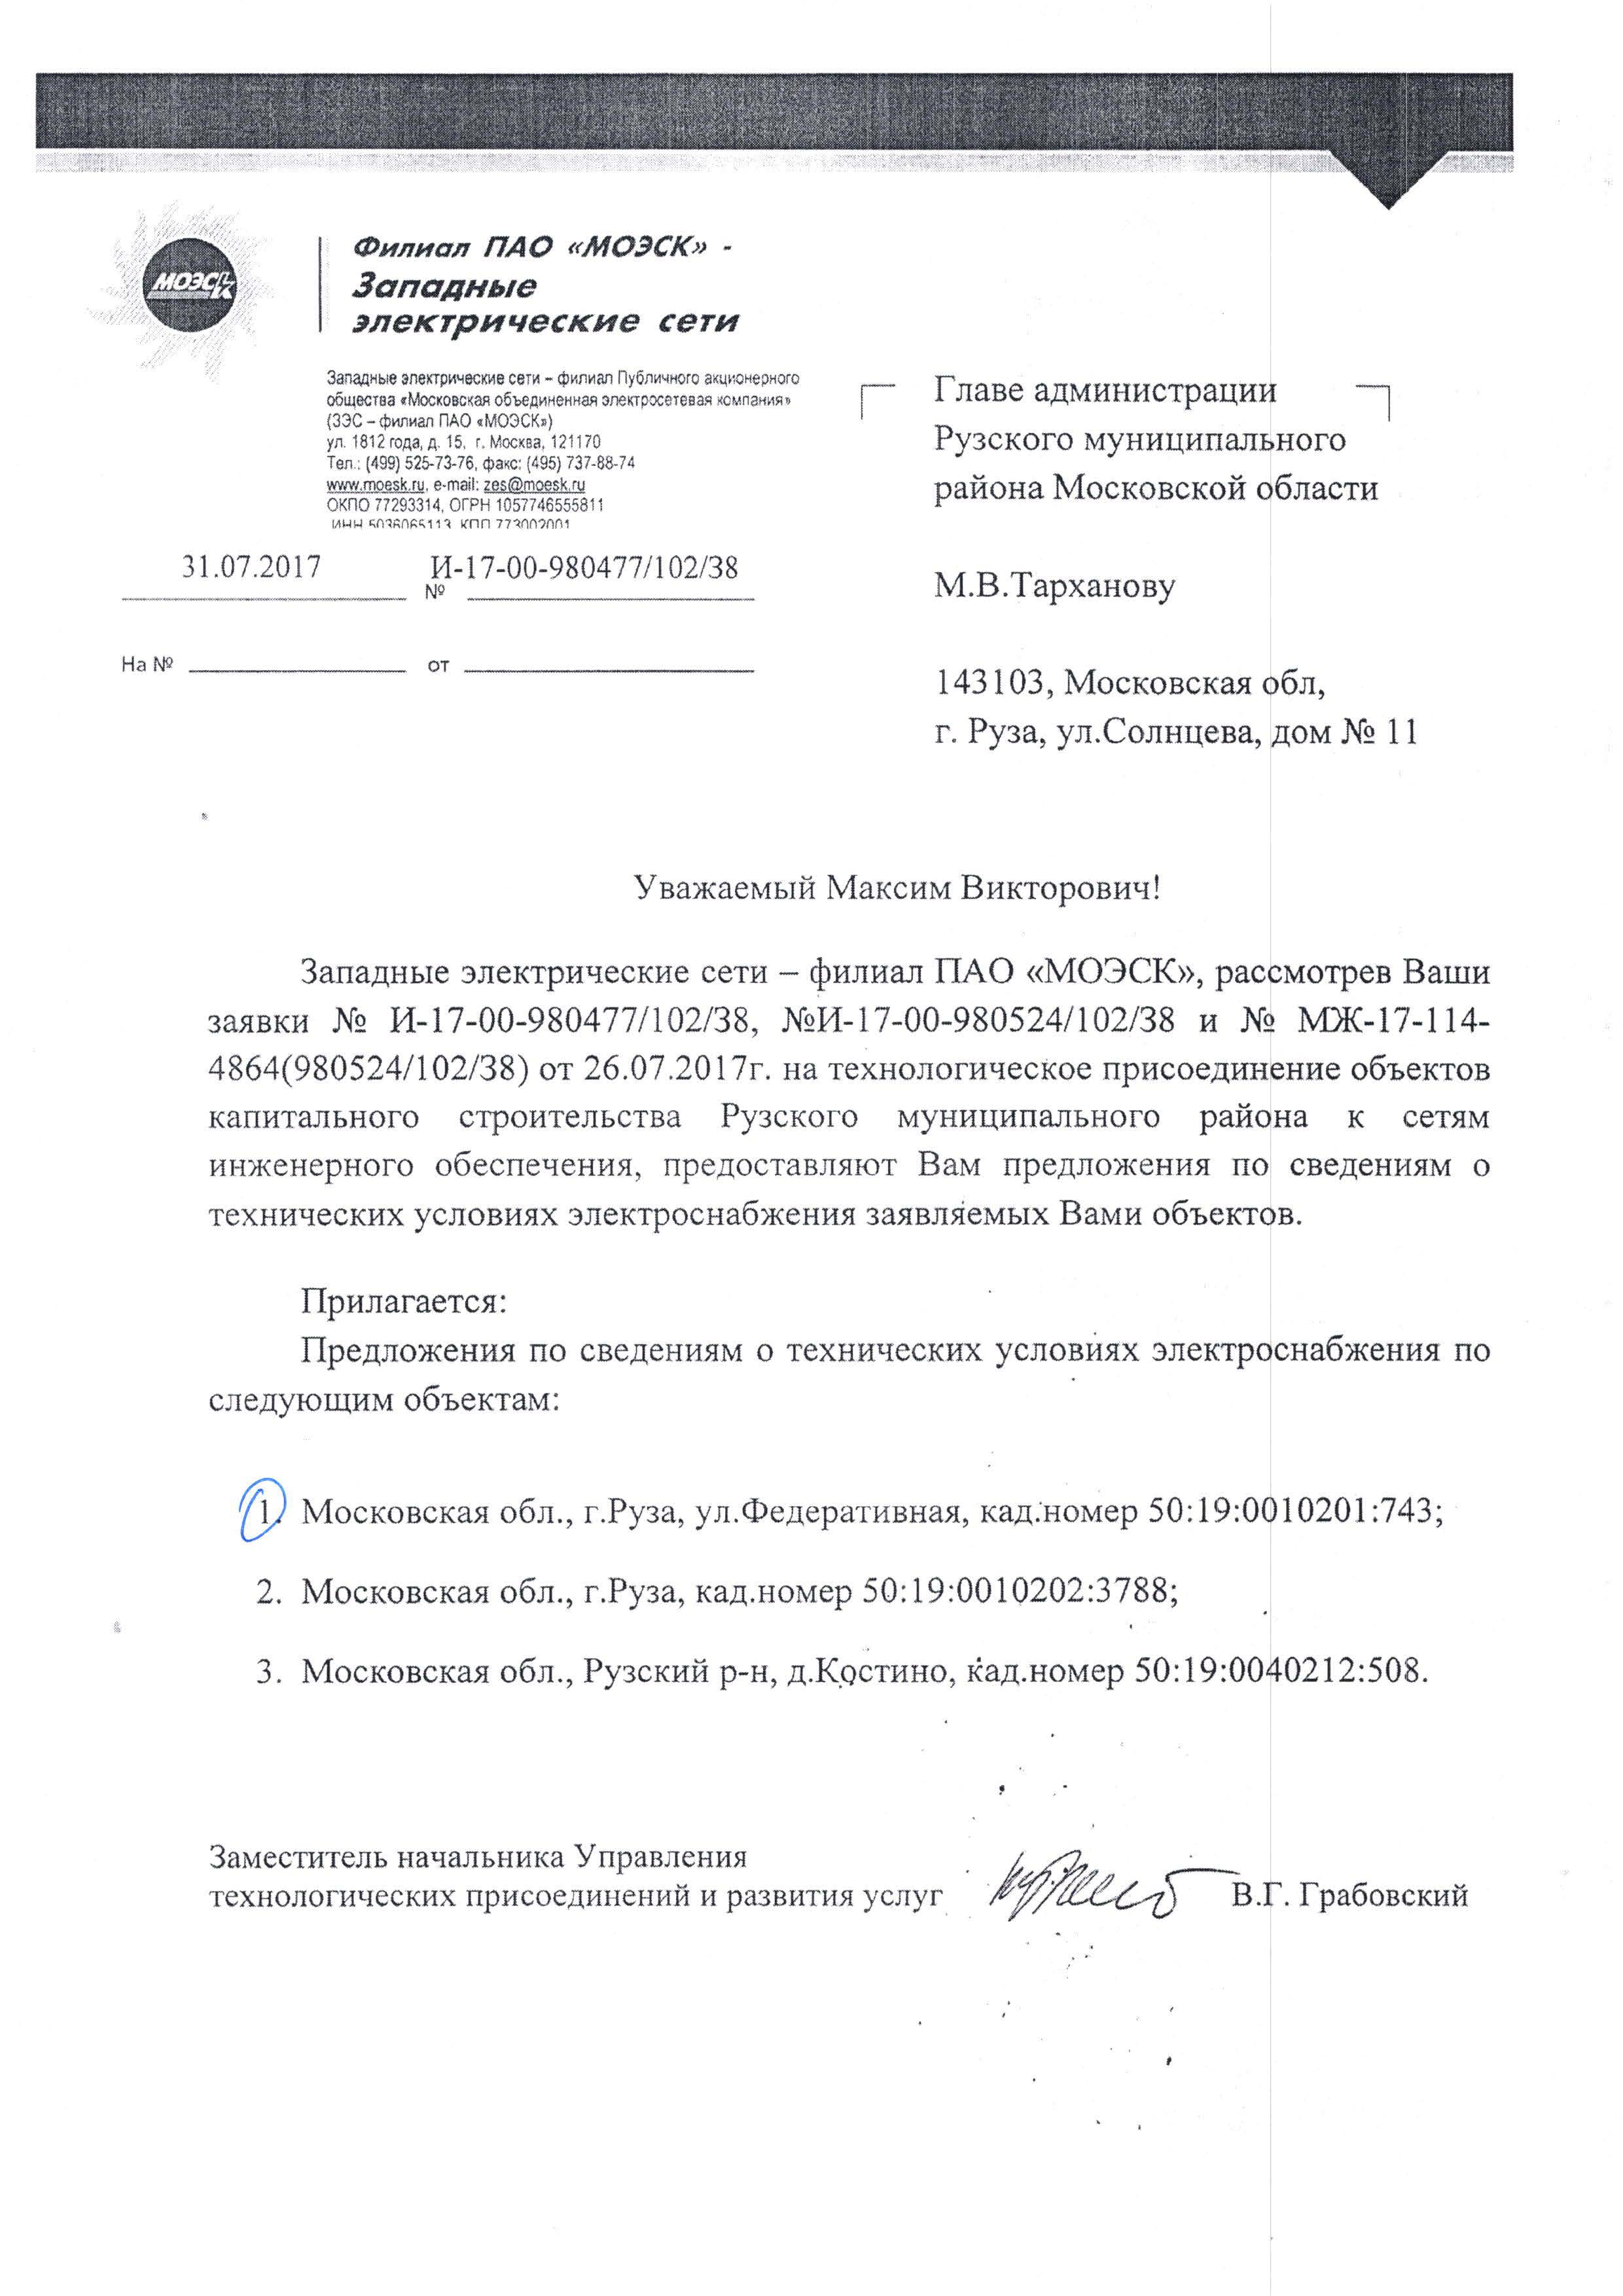 МОЭСК
Филиал ПАО «МОЭСК» -
Западные
электрические сети
Западные электрические сети – филиал Публичного акционерного
общества «Московская объединенная электросетевая компания»
(ЗЭС – филиал ПАО «МОЭСК»)
ул. 1812 года, д. 15, г. Москва, 121170
Тел.: (499) 525-73-76, факс: (495) 737-88-74
www.moesk.ru, e-mail: zes@moesk.ru
ОКПО 77293314, ОГРН 1057746555811
ИНН 5036065113, КПП 773002001
31.07.2017 И-17-00-980477/102/38
№
На № от
Главе администрации
Рузского муниципального
района Московской области
М.В.Тарханову
143103, Московская обл,
г. Руза, ул.Солнцева, дом № 11
Уважаемый Максим Викторович!
Западные электрические сети – филиал ПАО «МОЭСК», рассмотрев Ваши
заявки № И-17-00-980477/102/38, №И-17-00-980524/102/38 и № МЖ-17-114-
4864(980524/102/38) от 26.07.2017г. на технологическое присоединение объектов
капитального строительства Рузского муниципального района к сетям
инженерного обеспечения, предоставляют Вам предложения по сведениям о
технических условиях электроснабжения заявляемых Вами объектов.
Прилагается:
Предложения по сведениям о технических условиях электроснабжения по
следующим объектам:
1. Московская обл., г.Руза, ул.Федеративная, кад.номер 50:19:0010201:743;
2. Московская обл., г.Руза, кад.номер 50:19:0010202:3788;
3. Московская обл., Рузский р-н, д.Костино, кад.номер 50:19:0040212:508.
Заместитель начальника Управления
технологических присоединений и развития услуг В.Г. Грабовский